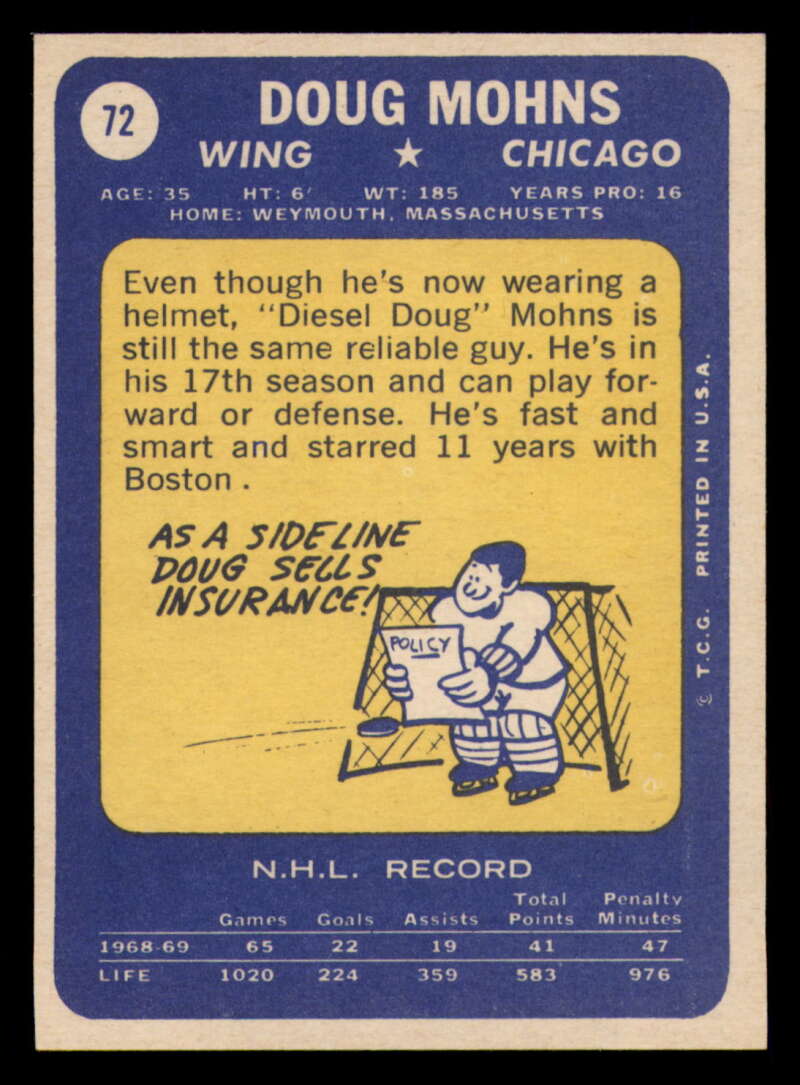 72
DOUG MOHNS
WING ★ CHICAGO
AGE: 35 HT: 6' WT: 185 YEARS PRO: 16
HOME: WEYMOUTH, MASSACHUSETTS
Even though he's now wearing a
helmet, "Diesel Doug" Mohns is
still the same reliable guy. He's in
his 17th season and can play for-
ward or defense. He's fast and
smart and starred 11 years with
Boston.
AS A SIDELINE
DOUG SELLS
INSURANCE!
POLICY
© T.C.G. PRINTED IN U.S.A.
N.H.L. RECORD
Total Penalty
Games Goals Assists Points Minutes
1968-69 65 22 19 41 47
LIFE 1020 224 359 583 976